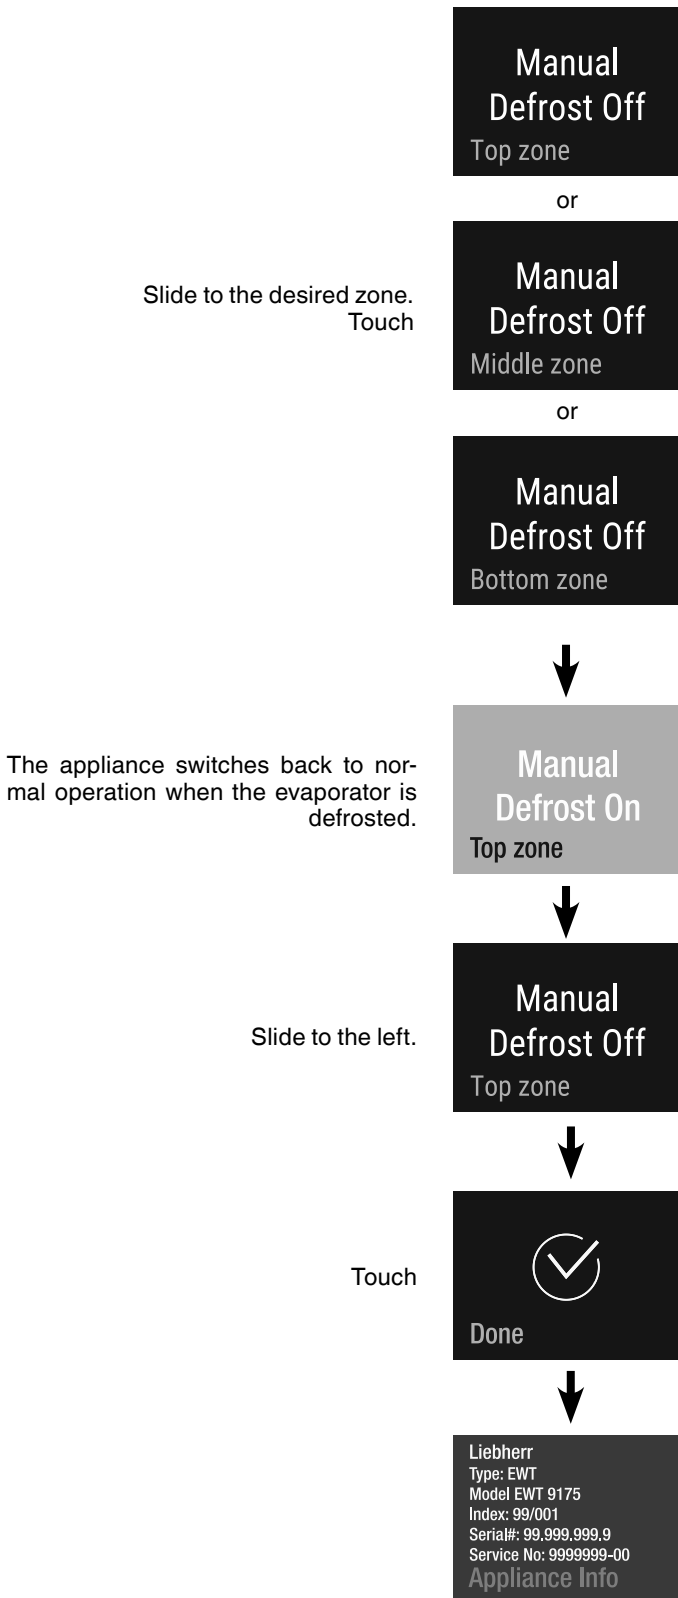 Manual
Defrost Off
Top zone
or
Slide to the desired zone.
Touch
Manual
Defrost Off
Middle zone
or
Manual
Defrost Off
Bottom zone
The appliance switches back to nor-
mal operation when the evaporator is
defrosted.
Manual
Defrost On
Top zone
Slide to the left.
Manual
Defrost Off
Top zone
Touch
Done
Liebherr
Type: EWT
Model EWT 9175
Index: 99/001
Serial#: 99.999.999.9
Service No: 9999999-00
Appliance Info